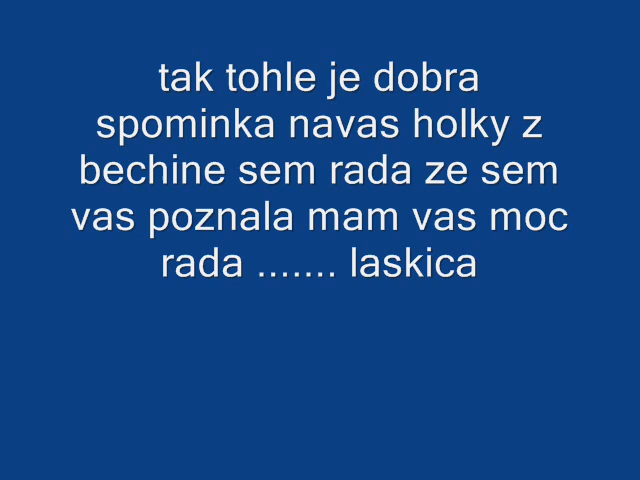 tak tohle je dobra
spominka navas holky z
bechine sem rada ze sem
vas poznala mam vas moc
rada ....... laskica